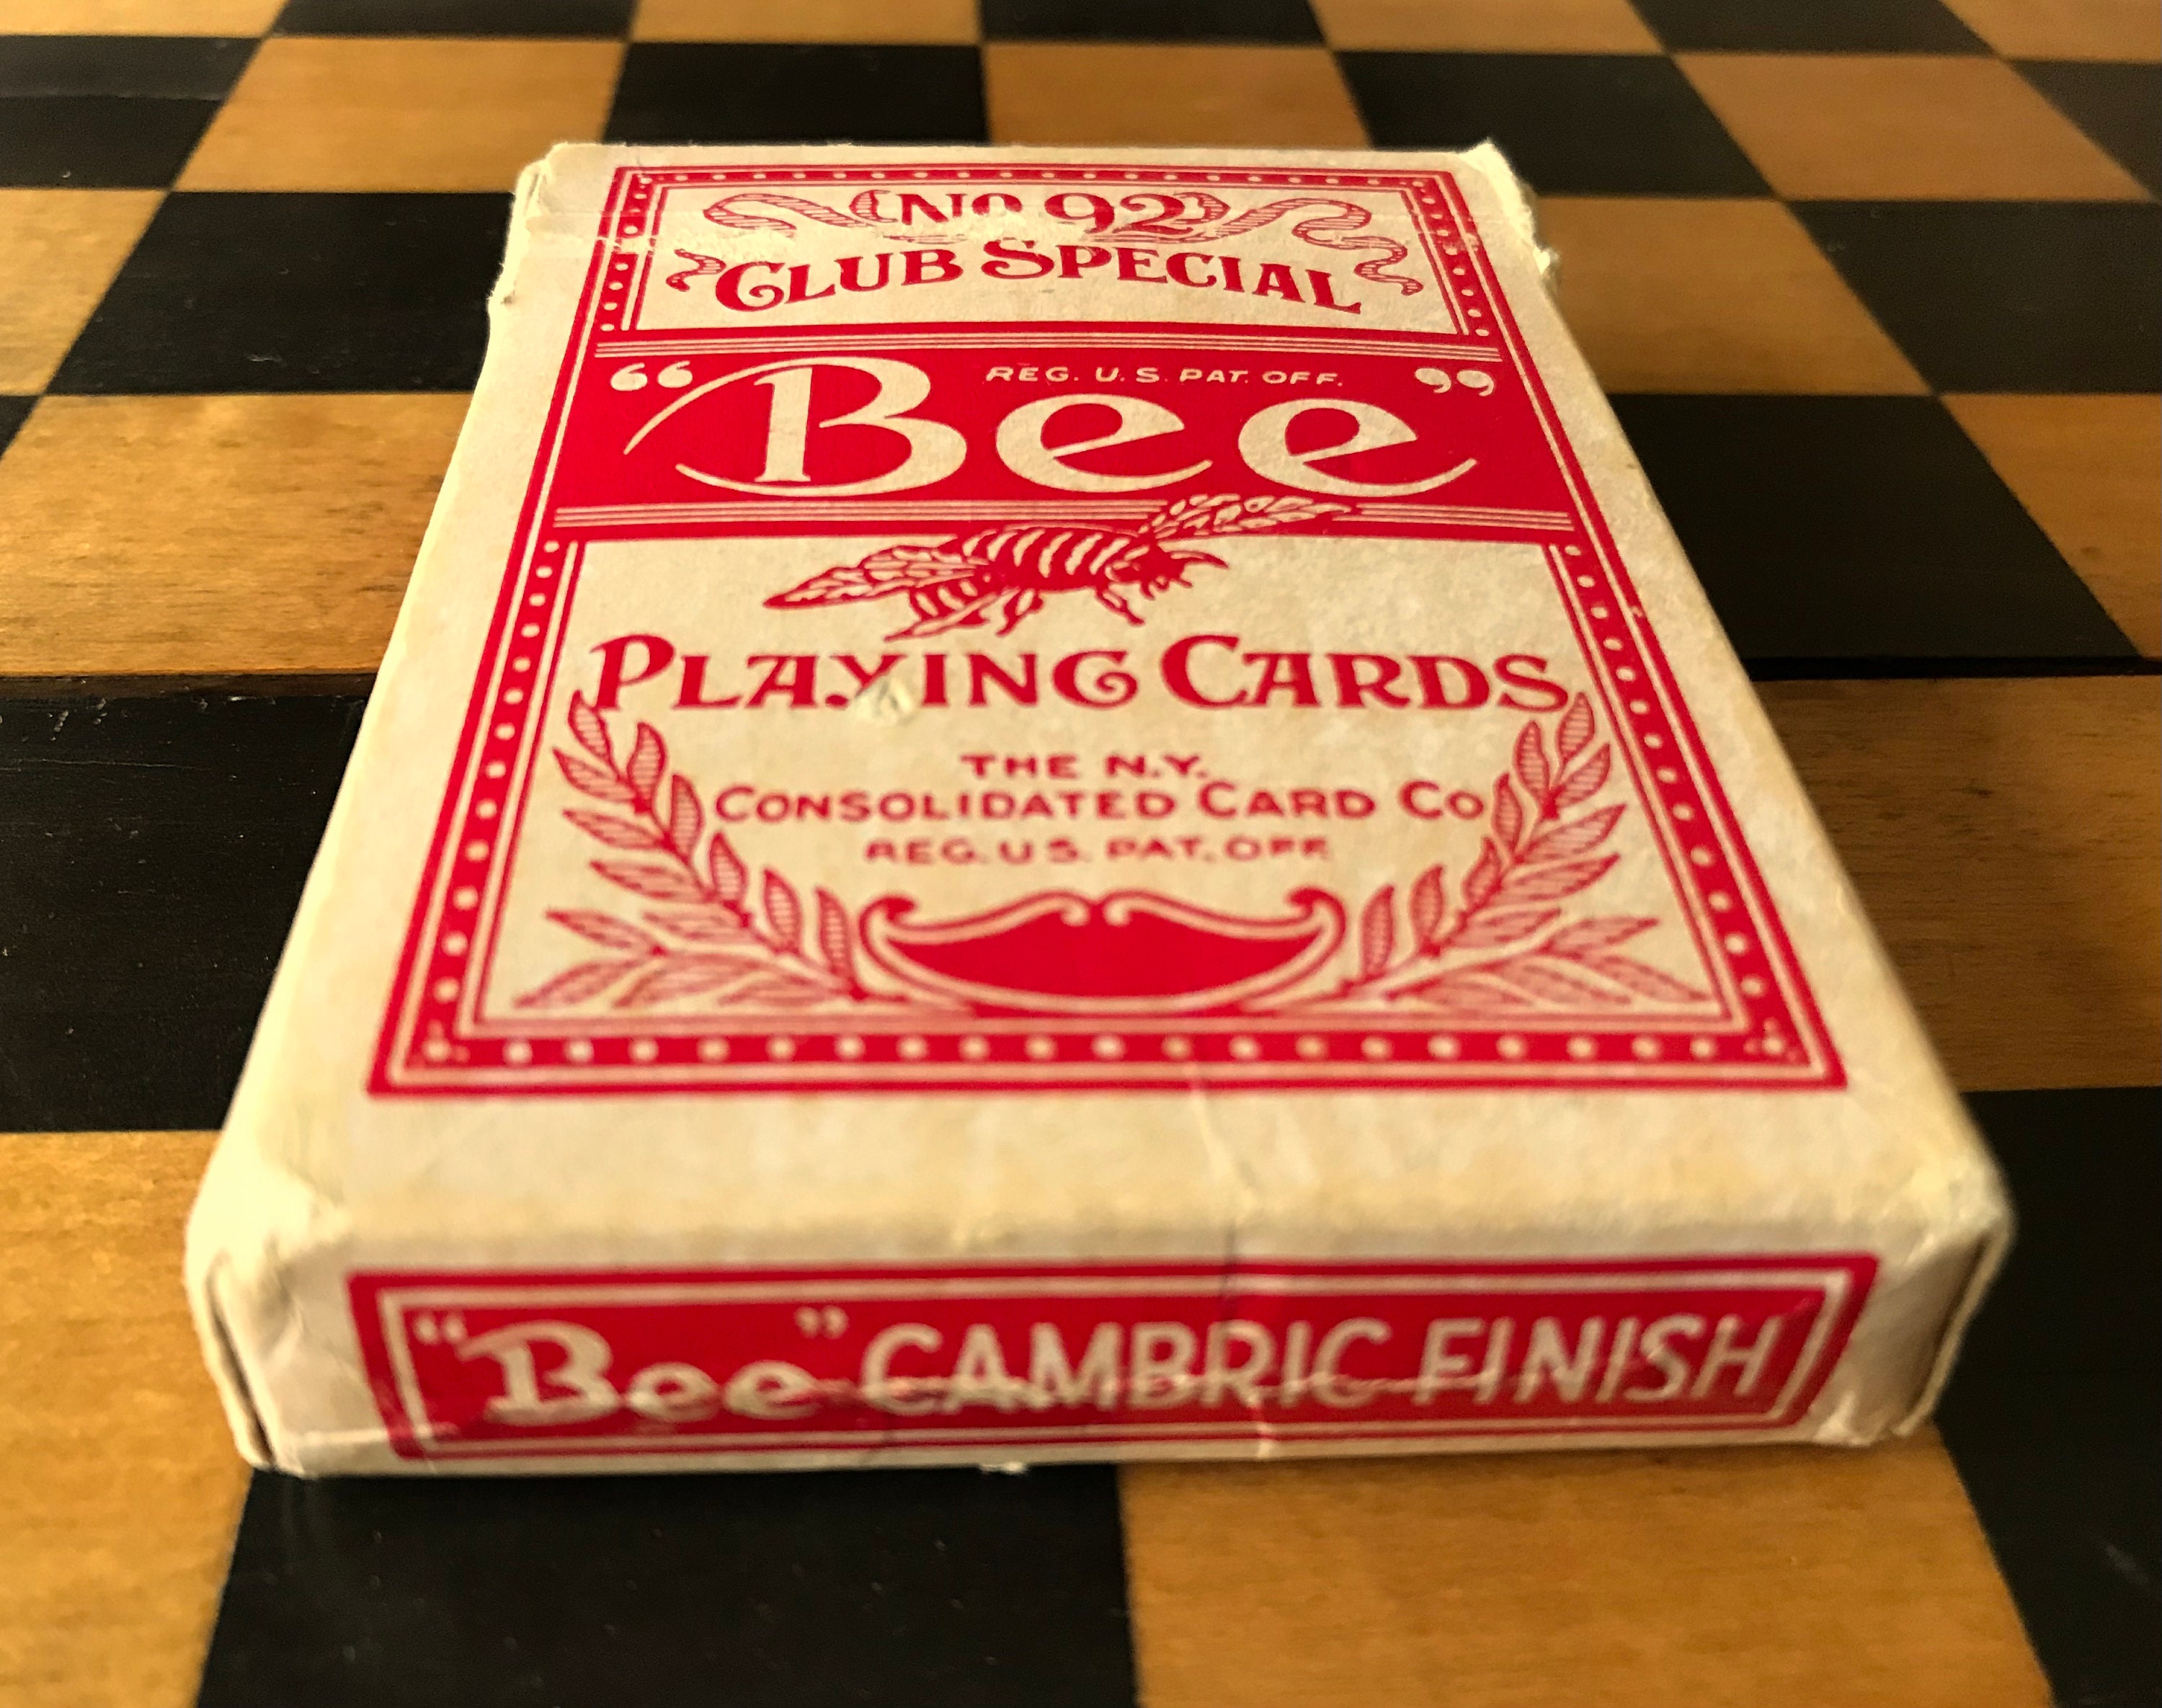 No 92
CLUB SPECIAL
REG. U.S. PAT. OFF.
“Bee”
PLAYING CARDS
THE N.Y.
CONSOLIDATED CARD CO
REG. U.S. PAT. OFF.
“Bee” CAMBRIC FINISH